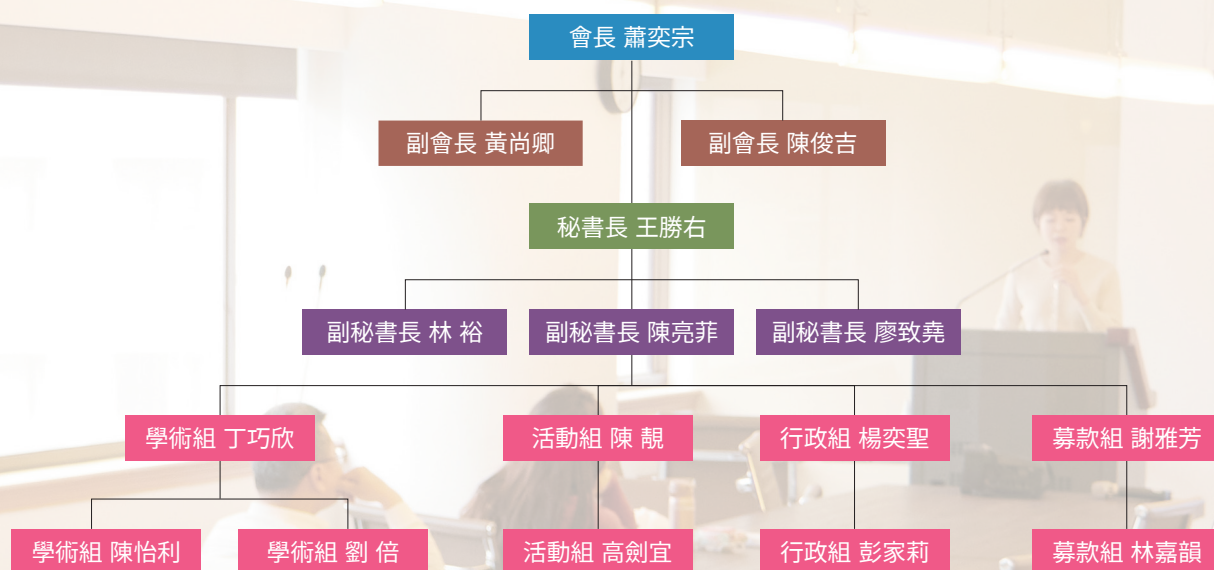 會長 蕭奕宗
副會長 黃尚卿
副會長 陳俊吉
秘書長 王勝右
副秘書長 林 裕
副秘書長 陳亮菲
副秘書長 廖致堯
學術組 丁巧欣
活動組 陳 靚
行政組 楊奕聖
募款組 謝雅芳
學術組 陳怡利
學術組 劉 倍
活動組 高劍宜
行政組 彭家莉
募款組 林嘉韻